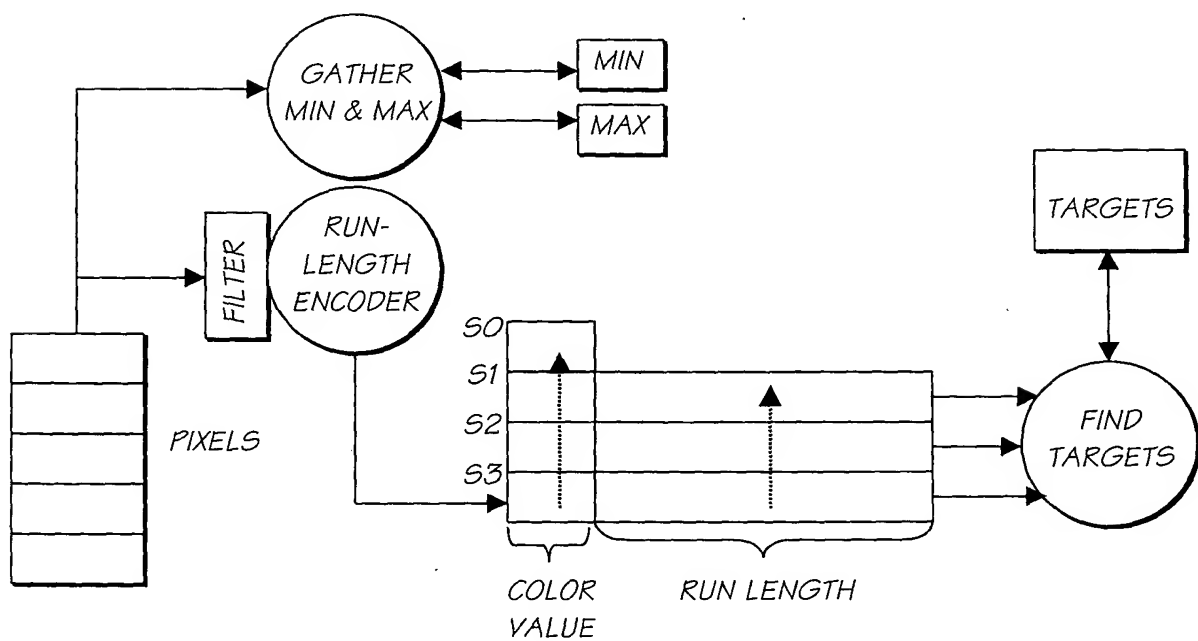 GATHER
MIN & MAX
MIN
MAX
RUN-
LENGTH
ENCODER
FILTER
TARGETS
PIXELS
S0
S1
S2
S3
FIND
TARGETS
COLOR
VALUE
RUN LENGTH